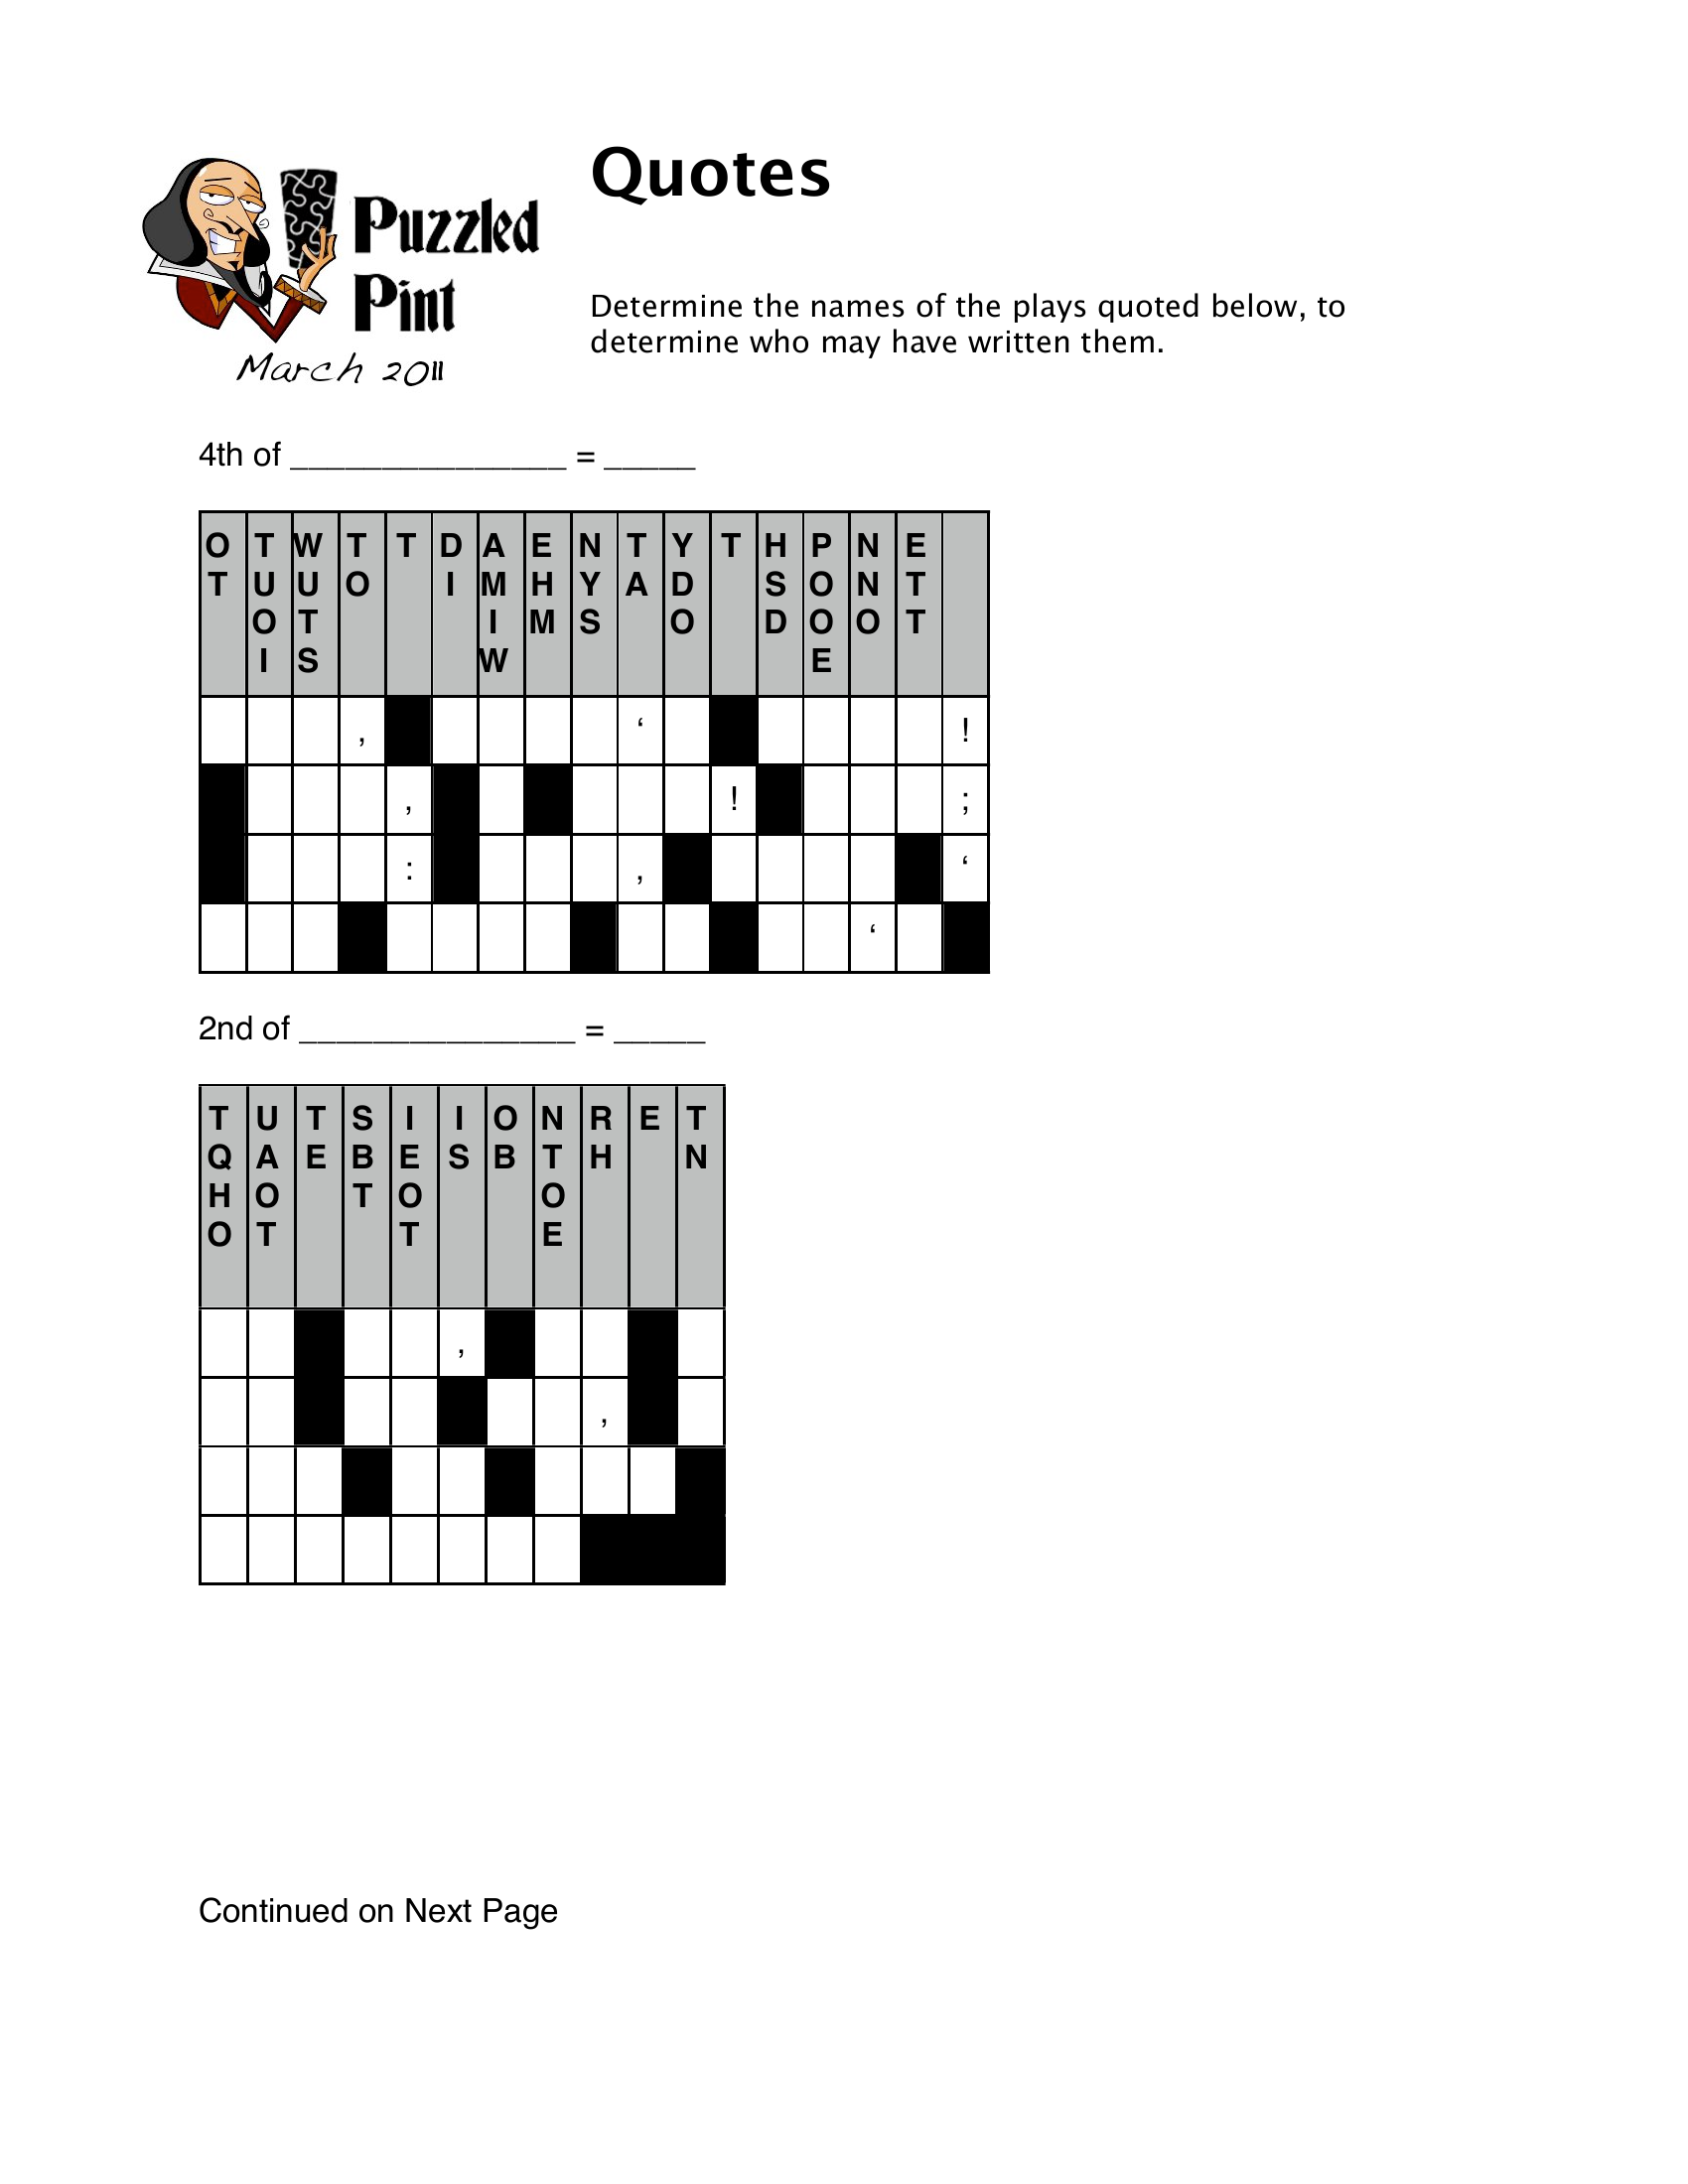 Quotes
Puzzled
Pint
March 2011
Determine the names of the plays quoted below, to
determine who may have written them.
4th of _______________ = _____
O T W T T D A E N T Y T H P N E
T U U O I M H Y A D S O N T
O T I M S O D O O T
I S W E
, ‘ !
, ! ;
: , ‘
‘
2nd of _______________ = _____
T U T S I I O N R E T
Q A E B E S B T H N
H O T O O
O T T E
,
,
Continued on Next Page